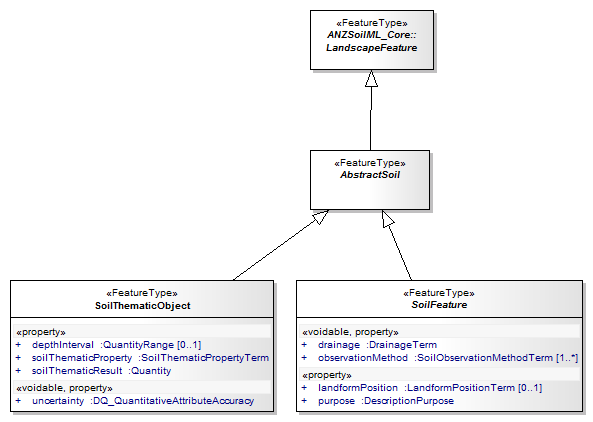 «FeatureType»
ANZSoilML_Core::
LandscapeFeature
«FeatureType»
AbstractSoil
«FeatureType»
SoilThematicObject
«property»
+ depthInterval :QuantityRange [0..1]
+ soilThematicProperty :SoilThematicPropertyTerm
+ soilThematicResult :Quantity
«voidable, property»
+ uncertainty :DQ_QuantitativeAttributeAccuracy
«FeatureType»
SoilFeature
«voidable, property»
+ drainage :DrainageTerm
+ observationMethod :SoilObservationMethodTerm [1..*]
«property»
+ landformPosition :LandformPositionTerm [0..1]
+ purpose :DescriptionPurpose